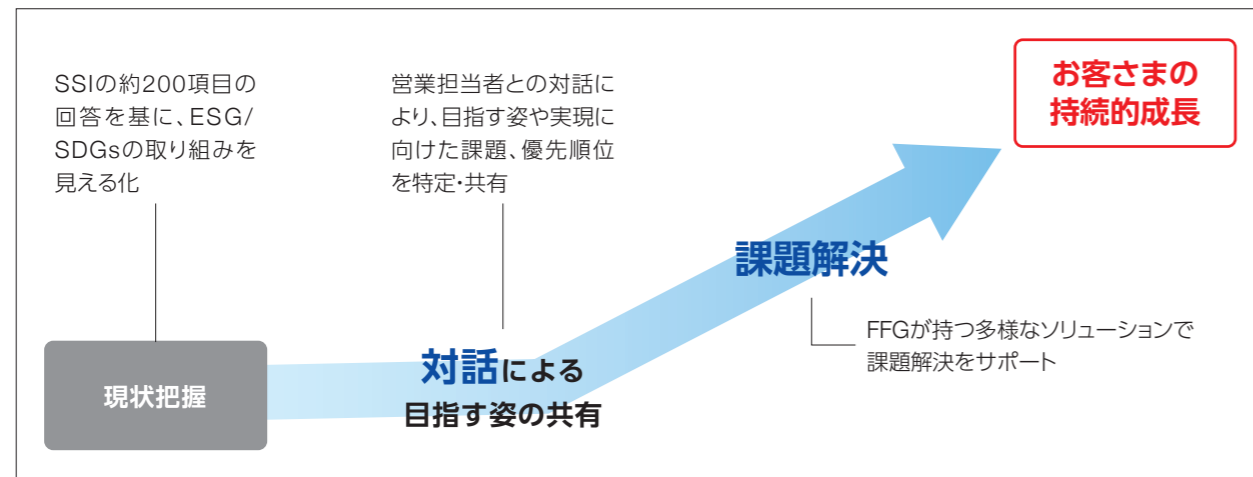 SSIの約200項目の
回答を基に、ESG/
SDGsの取り組みを
見える化
営業担当者との対話に
より、目指す姿や実現に
向けた課題、優先順位
を特定・共有
お客さまの
持続的成長
課題解決
FFGが持つ多様なソリューションで
課題解決をサポート
現状把握
対話による
目指す姿の共有